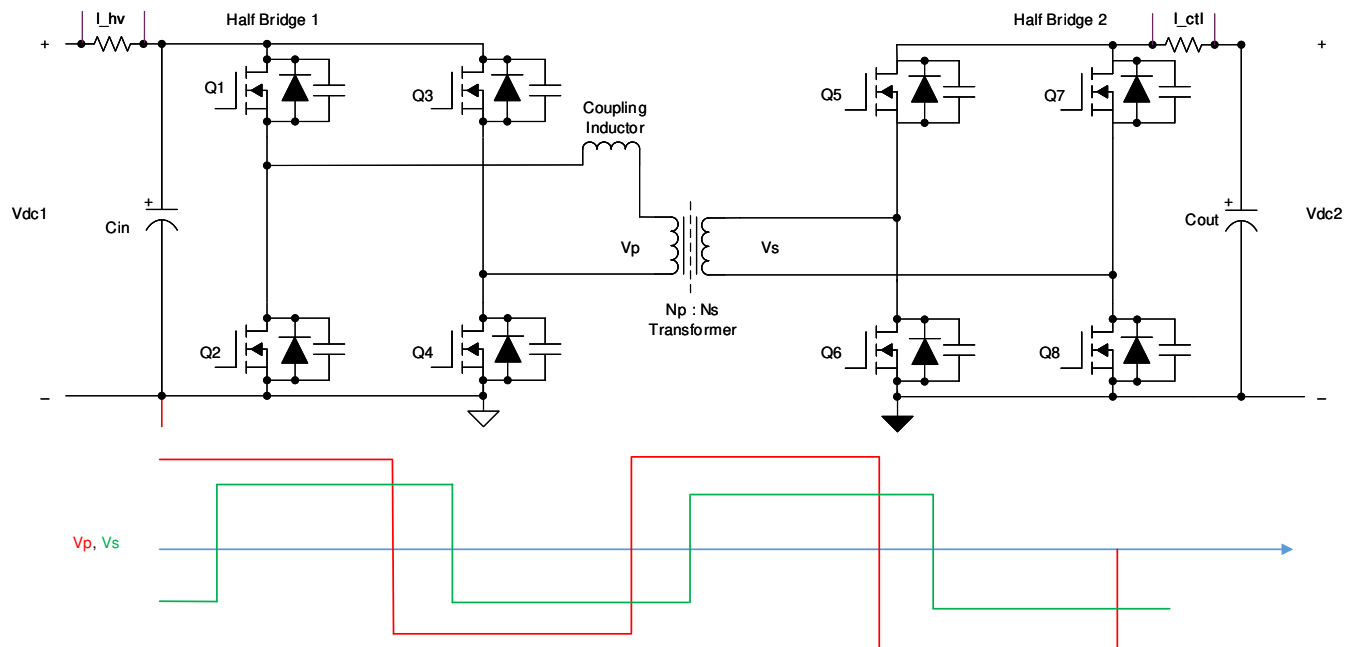 I_hv
Half Bridge 1
Half Bridge 2
I_ctl
+
+
Q1
Q3
Q5
Q7
Coupling
Inductor
Vdc1
+
Cin
Vp
Vs
+
Cout
Vdc2
Np : Ns
Transformer
Q2
Q4
Q6
Q8
–
–
Vp, Vs